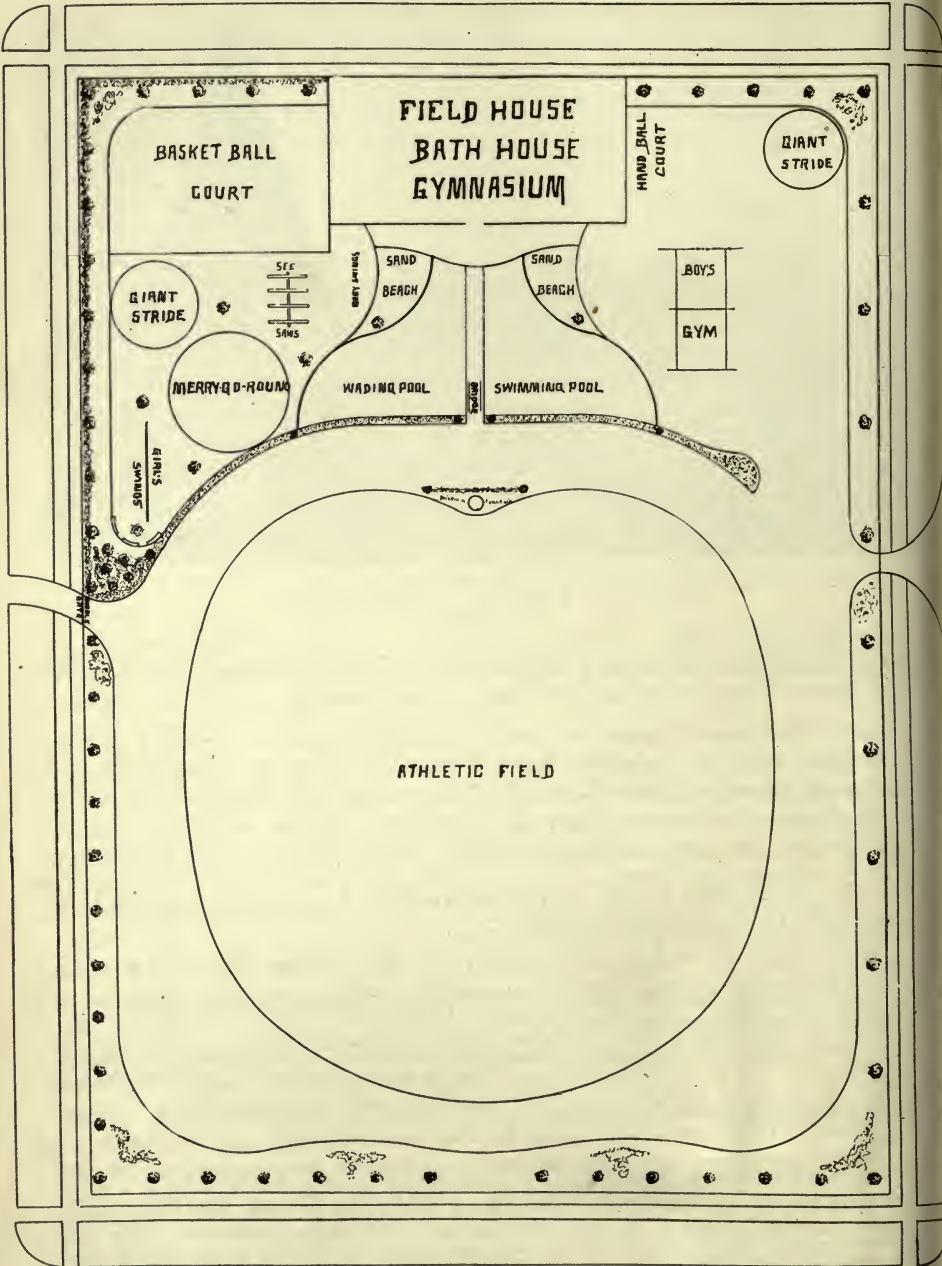 FIELD HOUSE
BATH HOUSE
GYMNASIUM
BASKET BALL
COURT
HAND BALL
COURT
GIANT
STRIDE
SEE
SAWS
BABY SWINGS
SAND
BEACH
SAND
BEACH
BOY'S
GYM
GIANT
STRIDE
MERRY-GO-ROUND
WADING POOL
BRIDGE
SWIMMING POOL
GIRL'S
SWINGS
ATHLETIC FIELD